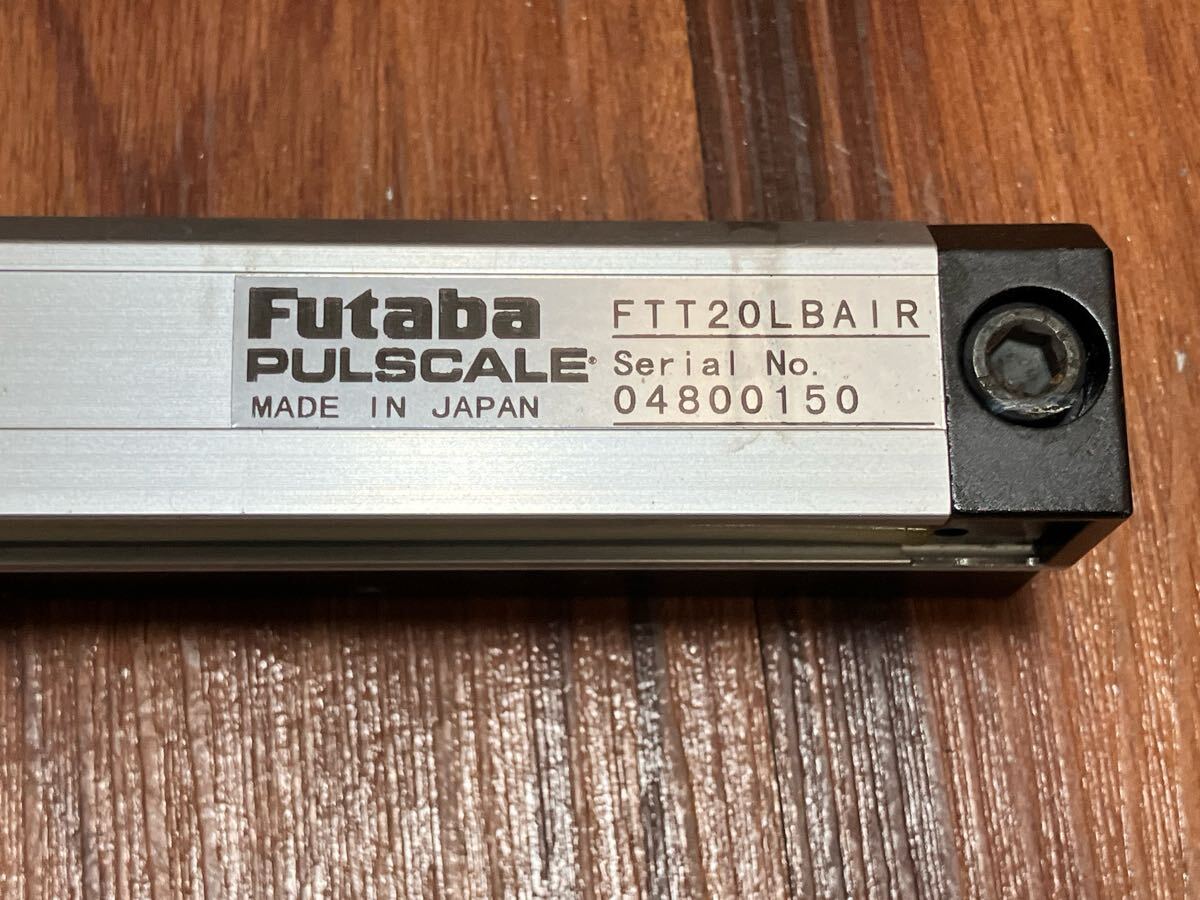 Futaba
PULSCALE
MADE IN JAPAN
FTT20LBAIR
Serial No.
04800150